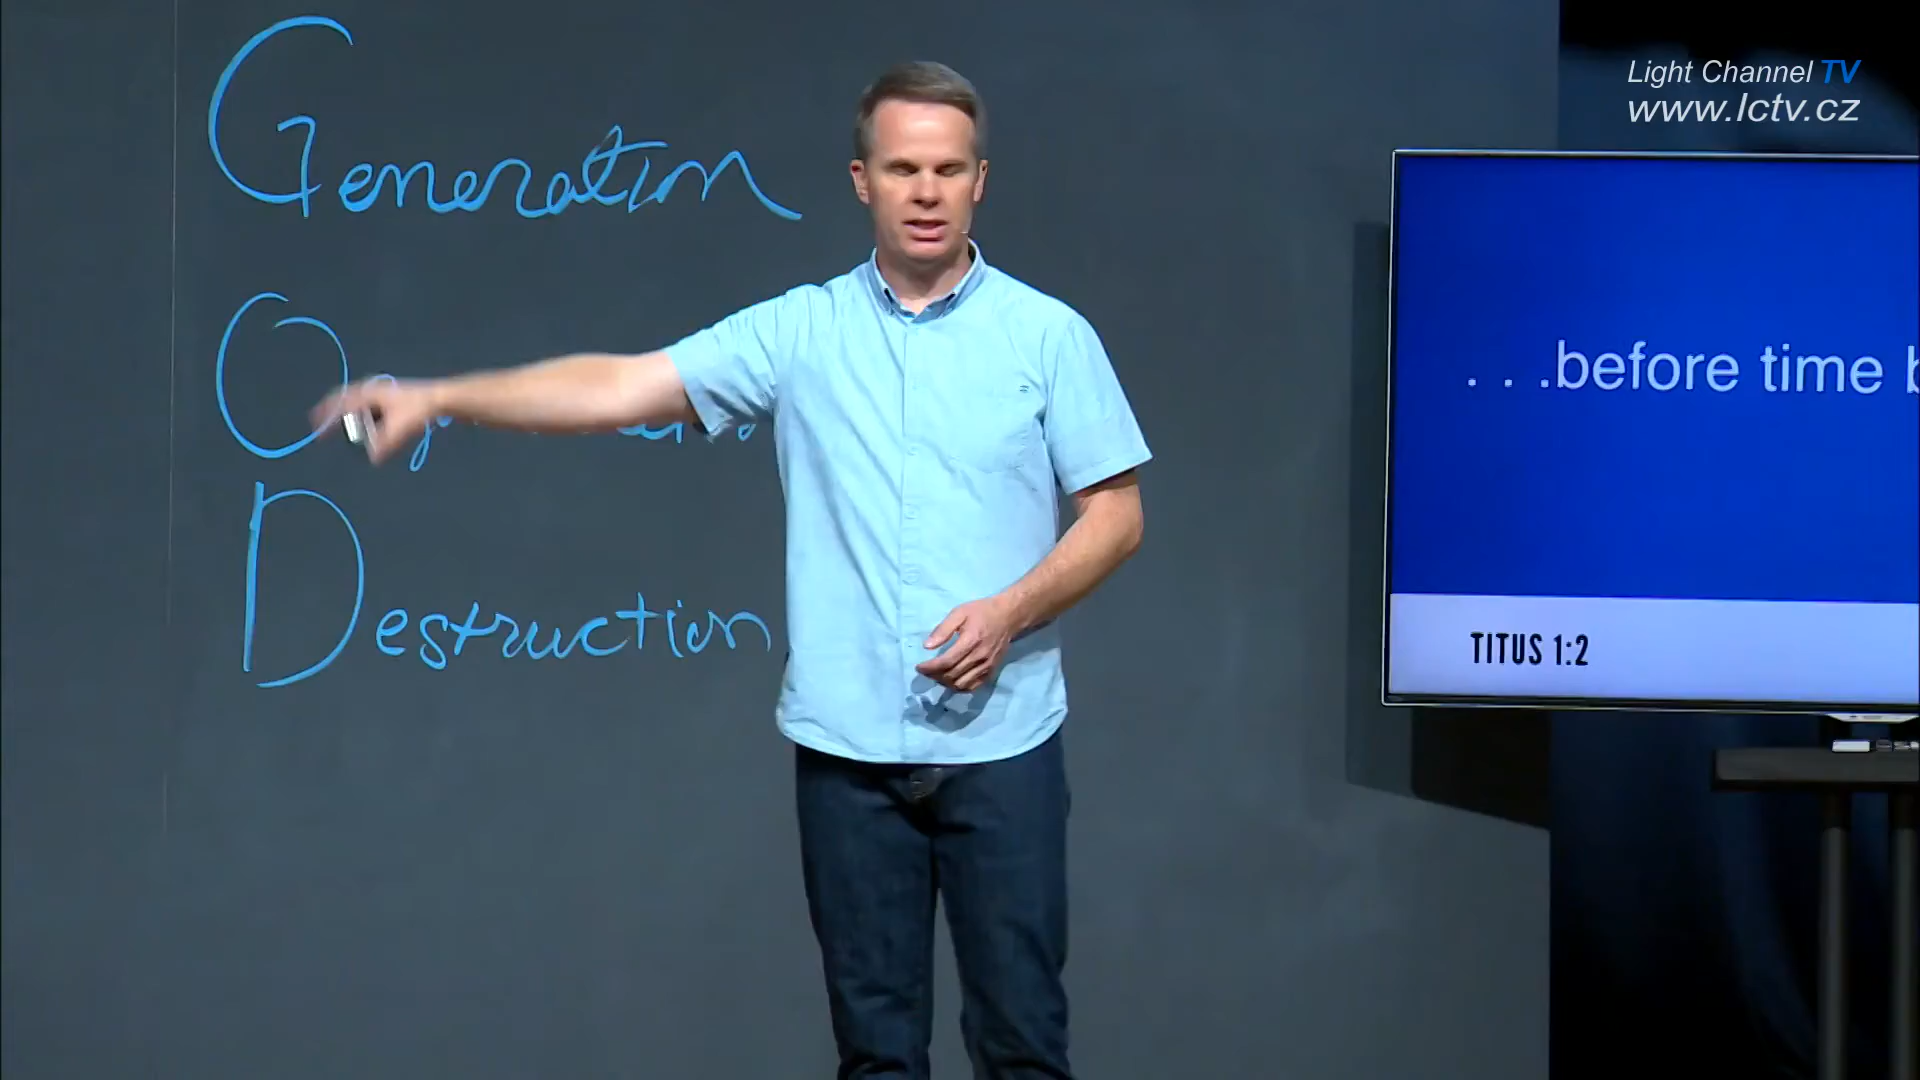 Light Channel TV
www.lctv.cz
Generation
O
Destruction
. . .before time
TITUS 1:2